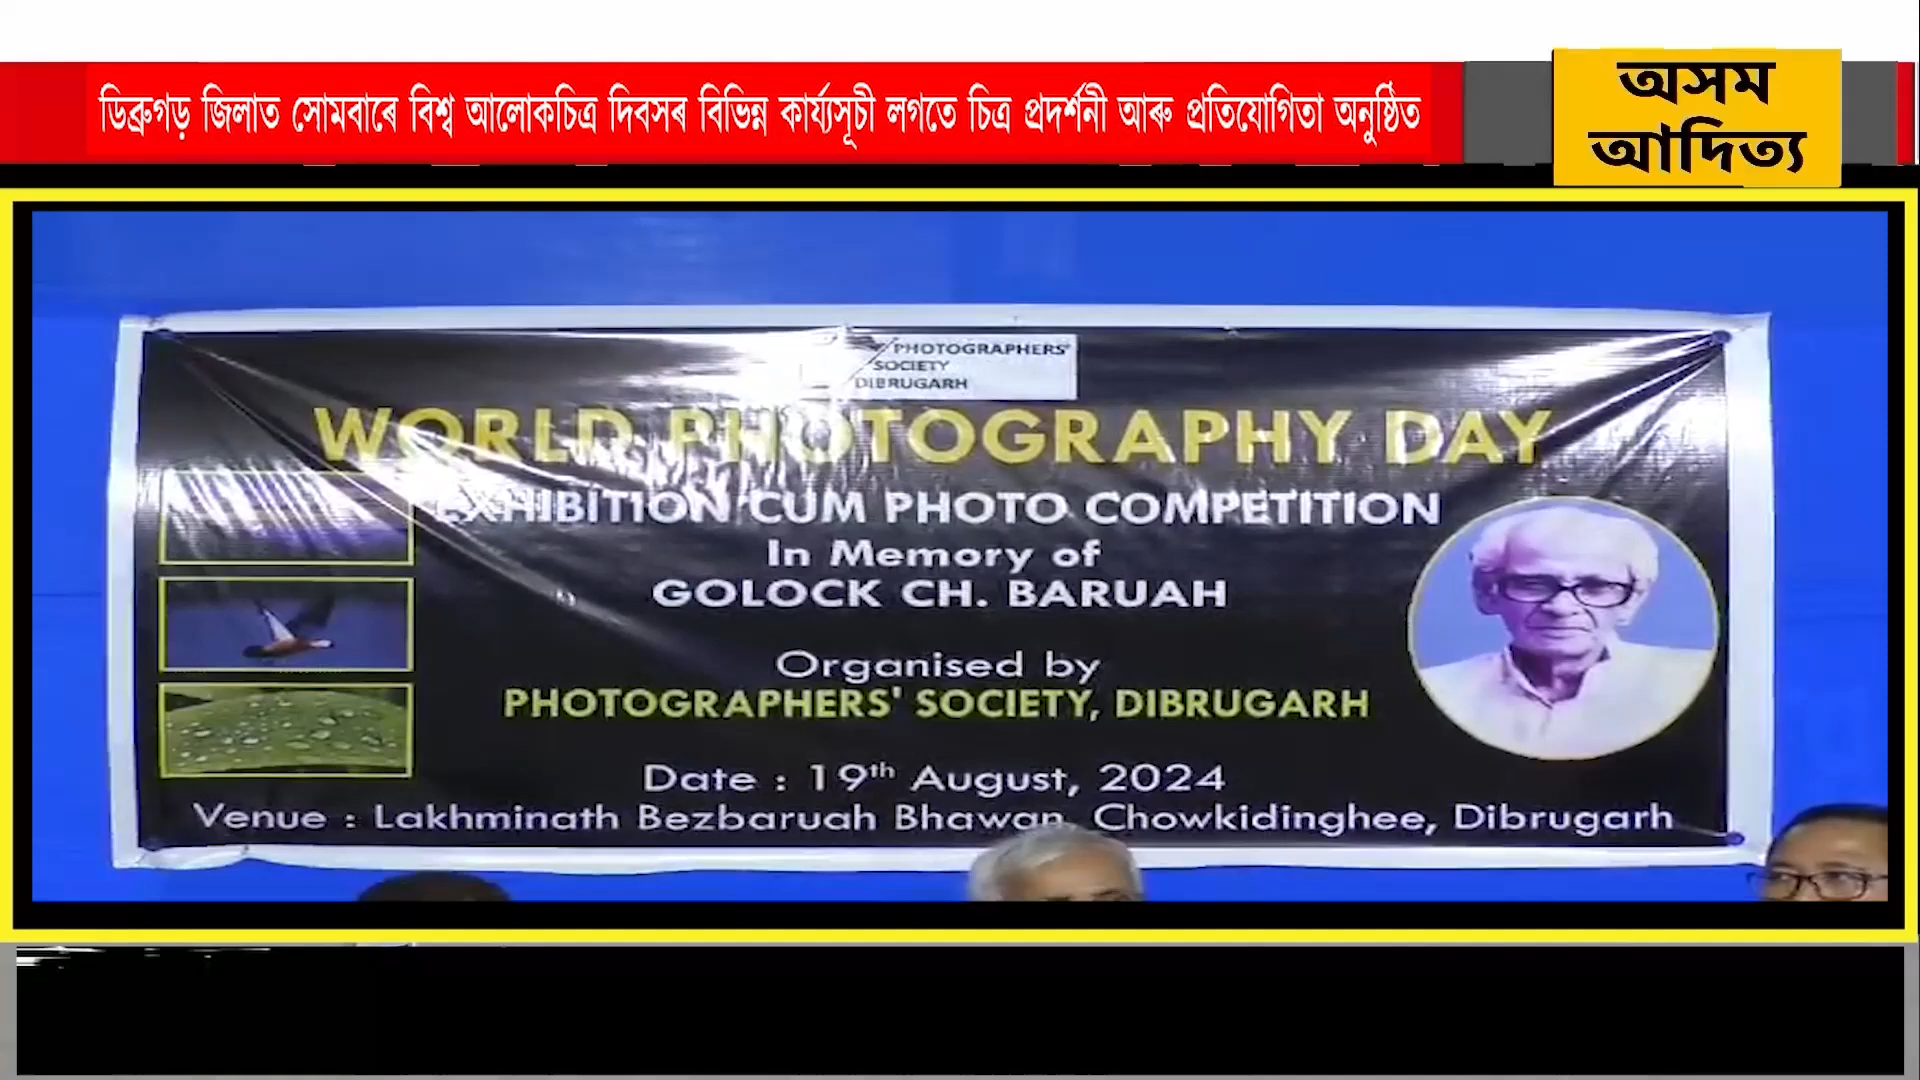 ডিব্ৰুগড় জিলাত সোমবাৰে বিশ্ব আলোকচিত্ৰ দিবসৰ বিভিন্ন কাৰ্য্যসূচী লগতে চিত্ৰ প্ৰদৰ্শনী আৰু প্ৰতিযোগিতা অনুষ্ঠিত
অসম
আদিত্য
PHOTOGRAPHERS'
SOCIETY
DIBRUGARH
WORLD PHOTOGRAPHY DAY
EXHIBITION CUM PHOTO COMPETITION
In Memory of
GOLOCK CH. BARUAH
Organised by
PHOTOGRAPHERS' SOCIETY, DIBRUGARH
Date : 19th August, 2024
Venue : Lakhminath Bezbaruah Bhawan, Chowkidinghee, Dibrugarh